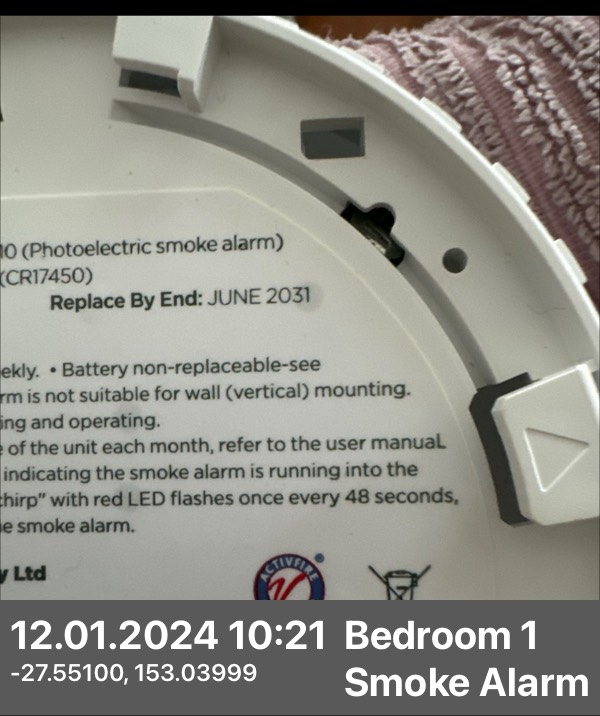 10 (Photoelectric smoke alarm)
(CR17450)
Replace By End: JUNE 2031
ekly. • Battery non-replaceable-see
rm is not suitable for wall (vertical) mounting.
ing and operating.
e of the unit each month, refer to the user manual.
indicating the smoke alarm is running into the
chirp" with red LED flashes once every 48 seconds,
e smoke alarm.
y Ltd
ACTIVFIRE
12.01.2024 10:21
-27.55100, 153.03999
Bedroom 1
Smoke Alarm